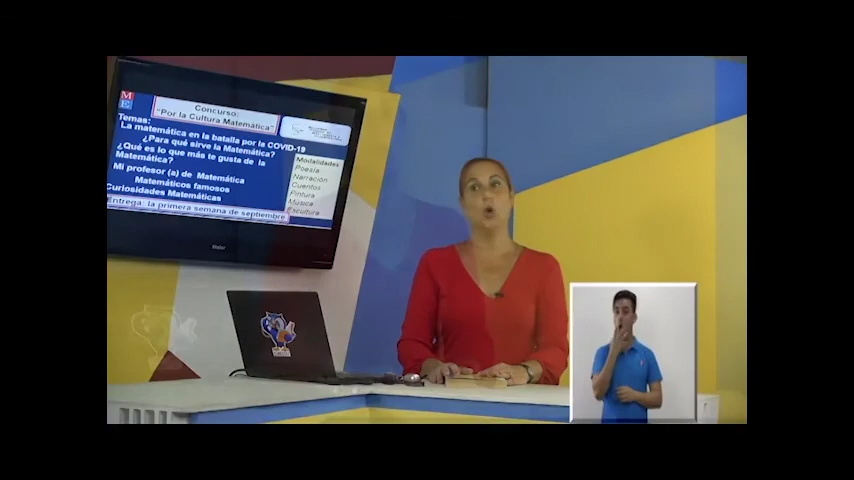 M
E
Concurso:
"Por la Cultura Matemática"
Temas:
La matemática en la batalla por la COVID-19
¿Para qué sirve la Matemática?
¿Qué es lo que más te gusta de la
Matemática?
Mi profesor (a) de Matemática
Matemáticos famosos
Curiosidades Matemáticas
Entrega: la primera semana de septiembre
Modalidades
Poesía
Narración
Cuentos
Pintura
Música
Escultura
Haier